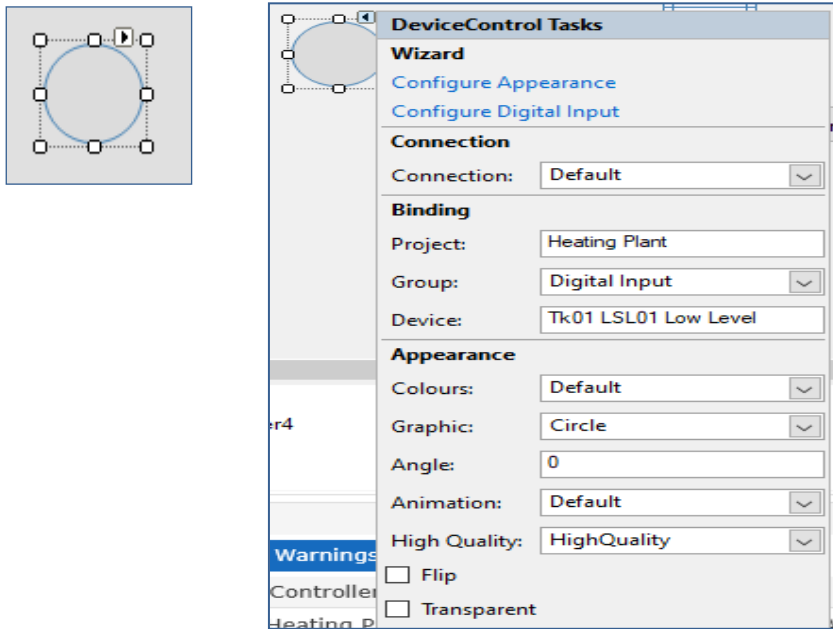 DeviceControl Tasks
Wizard
Configure Appearance
Configure Digital Input
Connection
Connection: Default
Binding
Project: Heating Plant
Group: Digital Input
Device: Tk01 LSL01 Low Level
Appearance
Colours: Default
er4
Graphic: Circle
Angle: 0
Animation: Default
High Quality: HighQuality
Warnings
Flip
Controller
Transparent
Heating P